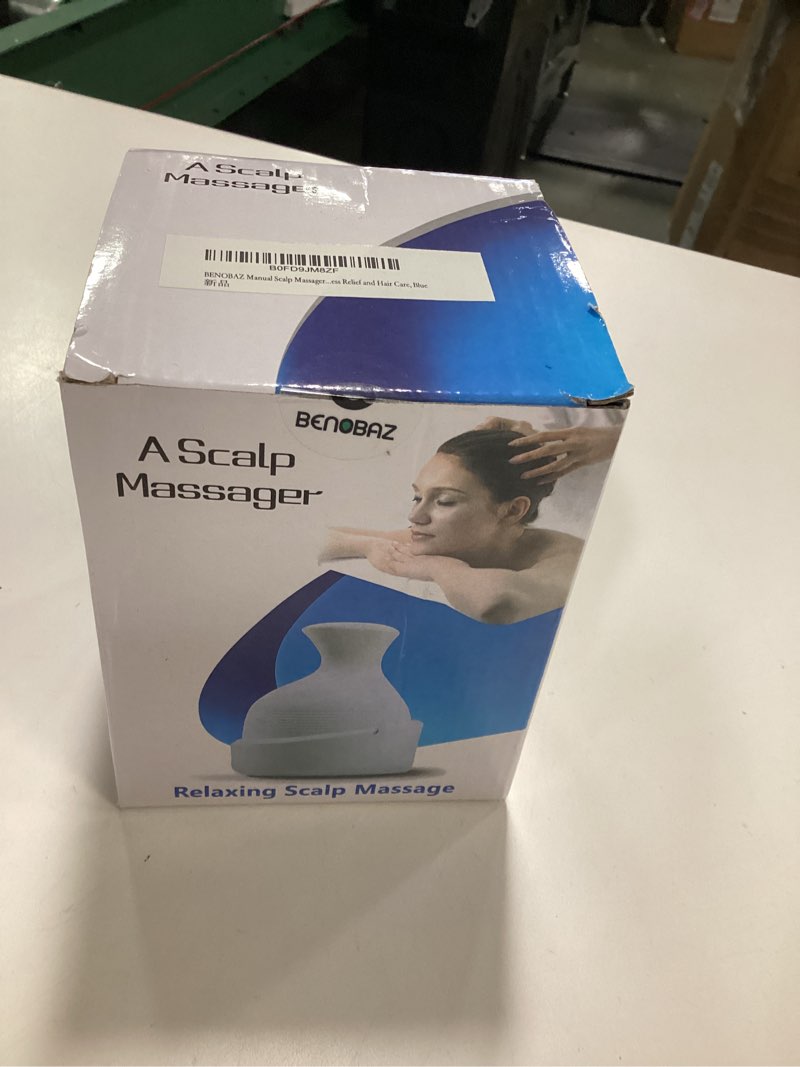 A Scalp
Massager
B0FD9JM8ZF
BENOBAZ Manual Scalp Massager...ess Relief and Hair Care, Blue
新品
BENOBAZ
A Scalp
Massager
Relaxing Scalp Massage